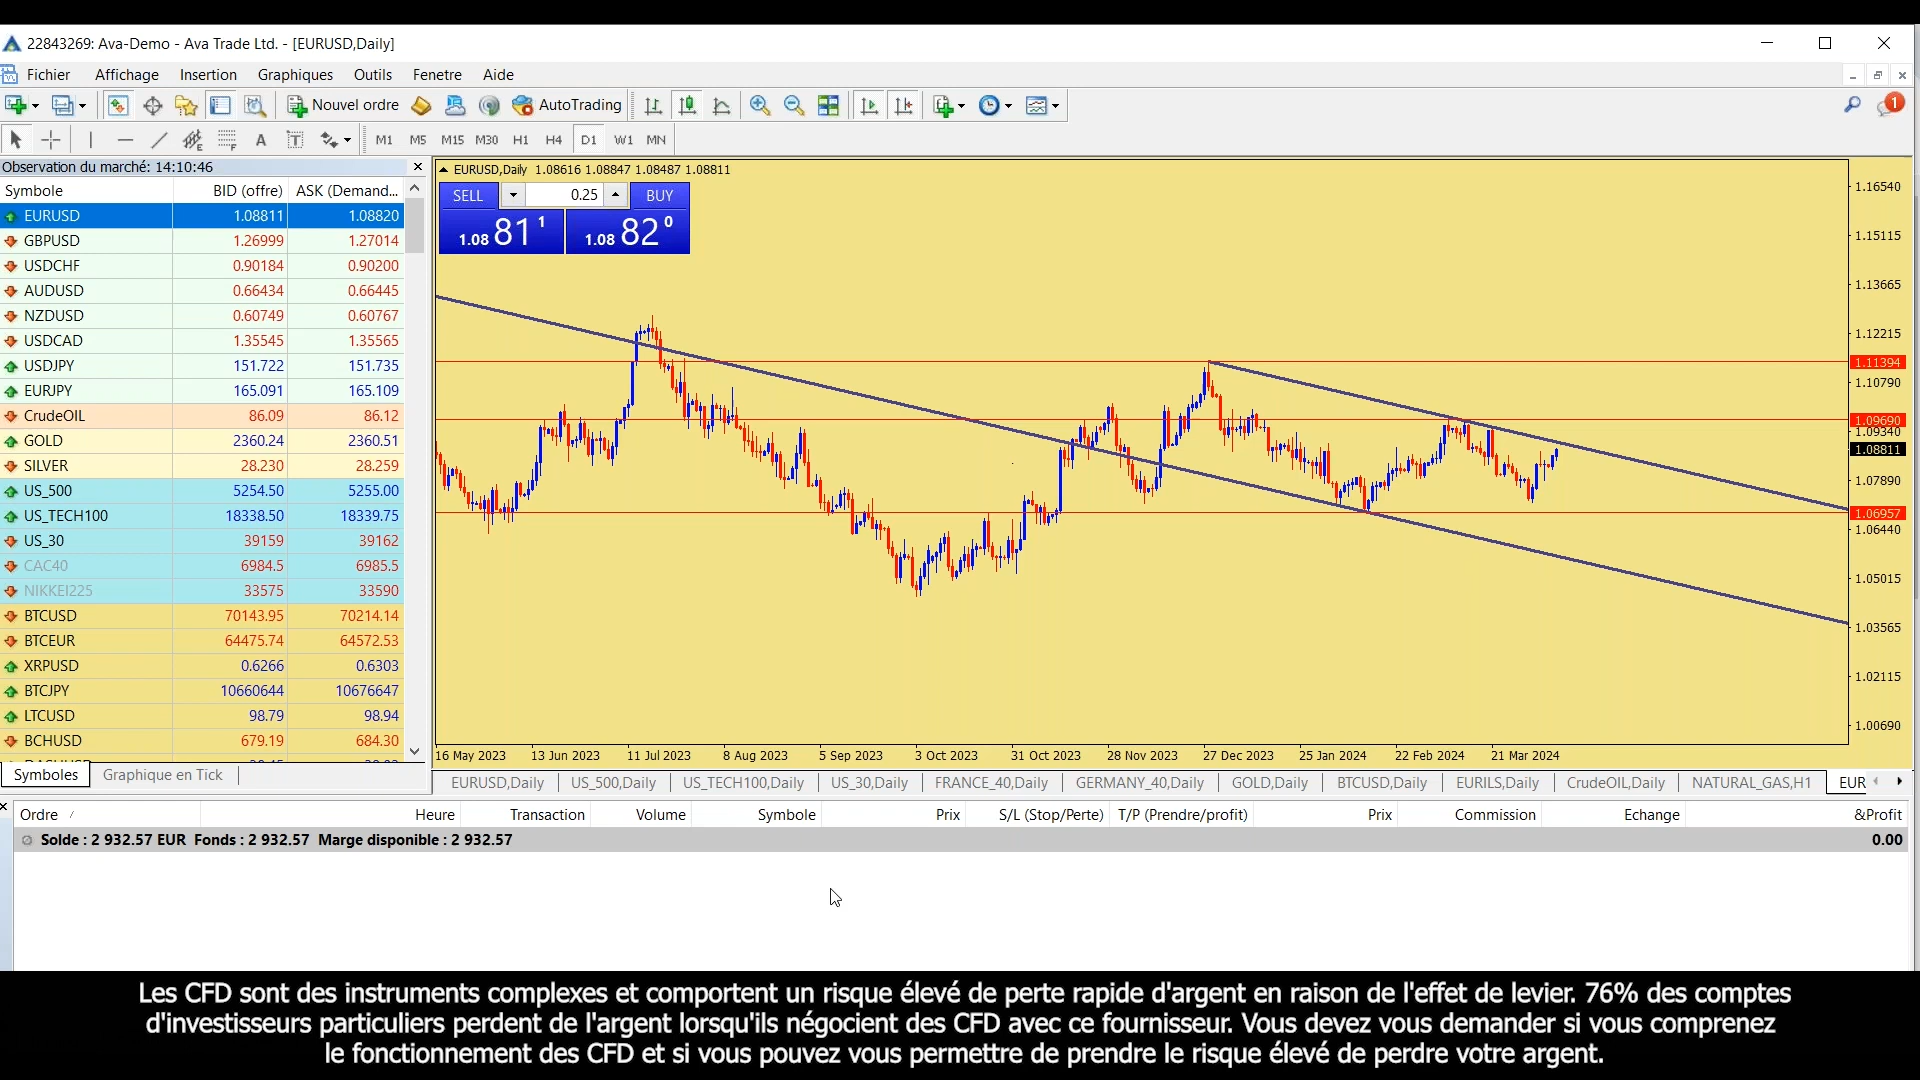 22843269: Ava-Demo - Ava Trade Ltd. - [EURUSD,Daily]
Fichier Affichage Insertion Graphiques Outils Fenetre Aide
Nouvel ordre AutoTrading 1
E F A T M1 M5 M15 M30 H1 H4 D1 W1 MN
Observation du marché: 14:10:46
Symbole BID (offre) ASK (Demand...
EURUSD 1.08811 1.08820
GBPUSD 1.26999 1.27014
USDCHF 0.90184 0.90200
AUDUSD 0.66434 0.66445
NZDUSD 0.60749 0.60767
USDCAD 1.35545 1.35565
USDJPY 151.722 151.735
EURJPY 165.091 165.109
CrudeOIL 86.09 86.12
GOLD 2360.24 2360.51
SILVER 28.230 28.259
US_500 5254.50 5255.00
US_TECH100 18338.50 18339.75
US_30 39159 39162
CAC40 6984.5 6985.5
NIKKEI225 33575 33590
BTCUSD 70143.95 70214.14
BTCEUR 64475.74 64572.53
XRPUSD 0.6266 0.6303
BTCJPY 10660644 10676647
LTCUSD 98.79 98.94
BCHUSD 679.19 684.30
Symboles Graphique en Tick
EURUSD,Daily 1.08616 1.08847 1.08487 1.08811
SELL 0.25 BUY
1.08 81 1 1.08 82 0
1.16540
1.15115
1.13665
1.12215
1.11394
1.10790
1.09690
1.09340
1.08811
1.07890
1.06957
1.06440
1.05015
1.03565
1.02115
1.00690
16 May 2023 13 Jun 2023 11 Jul 2023 8 Aug 2023 5 Sep 2023 3 Oct 2023 31 Oct 2023 28 Nov 2023 27 Dec 2023 25 Jan 2024 22 Feb 2024 21 Mar 2024
EURUSD,Daily US_500,Daily US_TECH100,Daily US_30,Daily FRANCE_40,Daily GERMANY_40,Daily GOLD,Daily BTCUSD,Daily EURILS,Daily CrudeOIL,Daily NATURAL_GAS,H1 EUR
Ordre / Heure Transaction Volume Symbole Prix S/L (Stop/Perte) T/P (Prendre/profit) Prix Commission Echange &Profit
Solde : 2 932.57 EUR Fonds : 2 932.57 Marge disponible : 2 932.57 0.00
Les CFD sont des instruments complexes et comportent un risque élevé de perte rapide d'argent en raison de l'effet de levier. 76% des comptes
d'investisseurs particuliers perdent de l'argent lorsqu'ils négocient des CFD avec ce fournisseur. Vous devez vous demander si vous comprenez
le fonctionnement des CFD et si vous pouvez vous permettre de prendre le risque élevé de perdre votre argent.